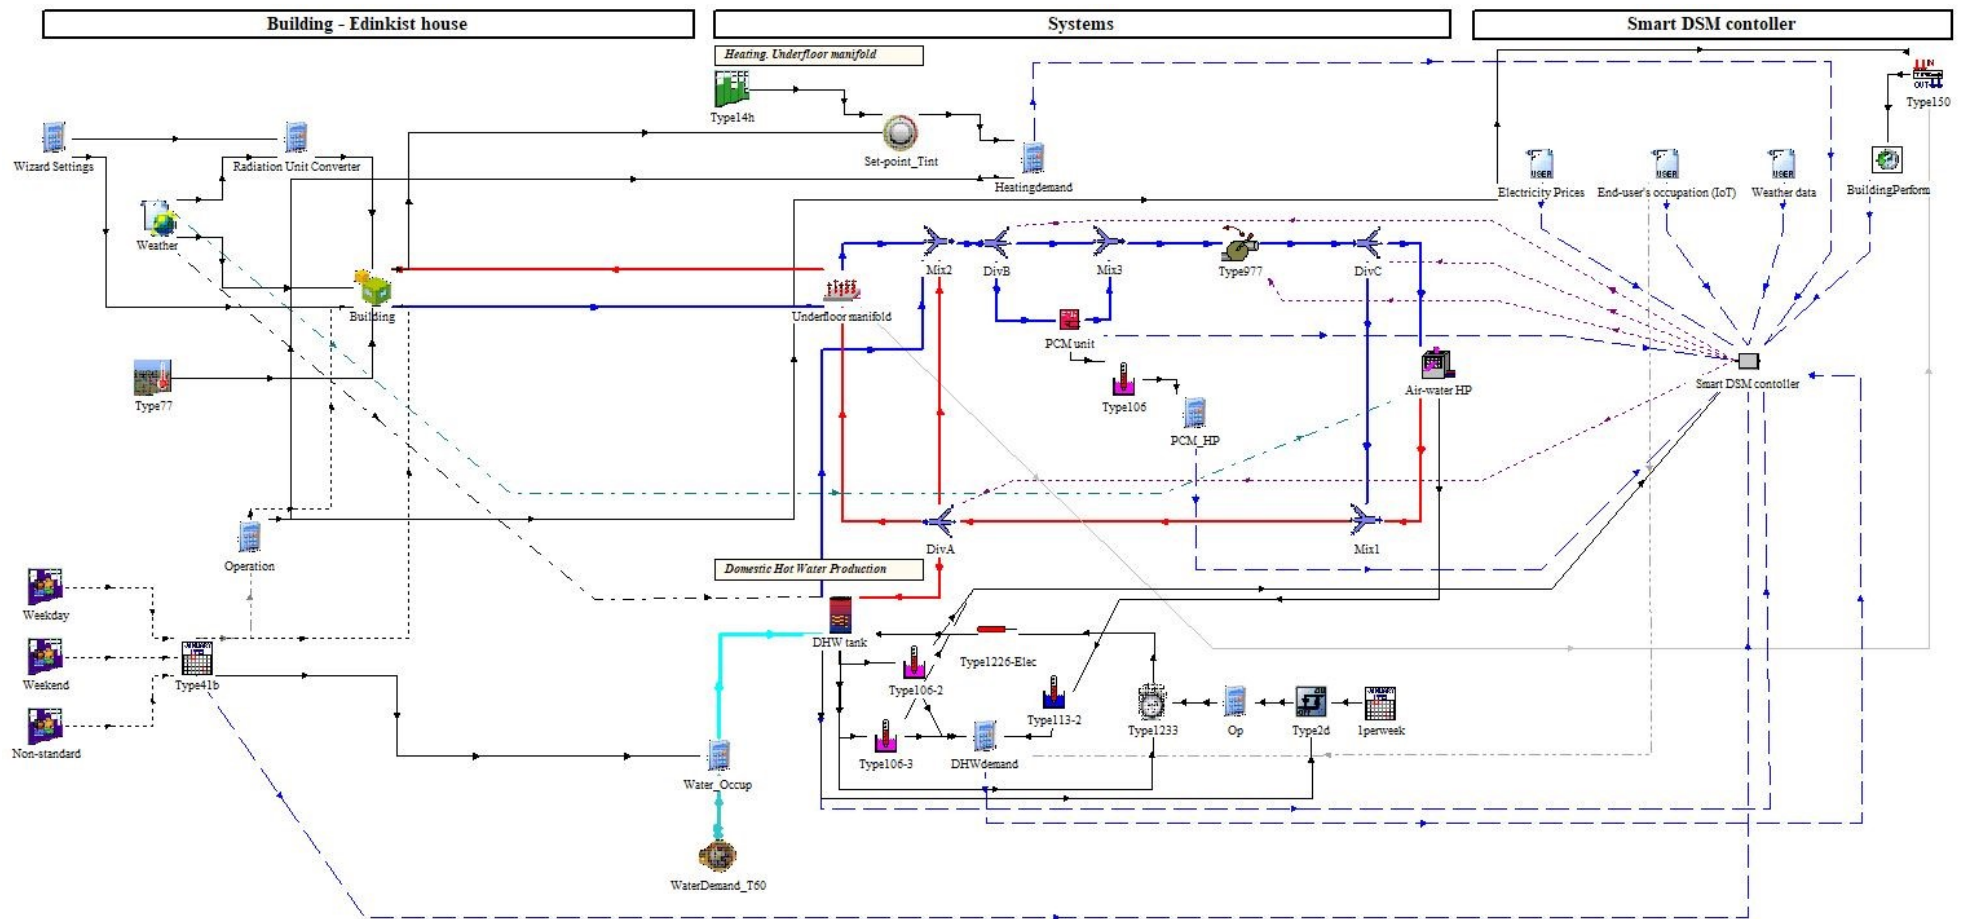 Building - Edinkist house
Systems
Smart DSM contoller
Heating. Underfloor manifold
Type14h
Type150
Wizard Settings
Radiation Unit Converter
Set-point_Tint
Heatingdemand
Electricity Prices
End-user's occupation (IoT)
Weather data
BuildingPerform
Weather
Mix2
DivB
Mix3
Type977
DivC
Building
Underfloor manifold
PCM unit
Type77
Type106
Air-water HP
Smart DSM contoller
PCM_HP
DivA
Mix1
Operation
Domestic Hot Water Production
Weekday
DHW tank
Type1226-Elec
Weekend
Type41b
Type106-2
Type113-2
Type1233
Op
Type2d
1perweek
Non-standard
Type106-3
DHWdemand
Water_Occup
WaterDemand_T60